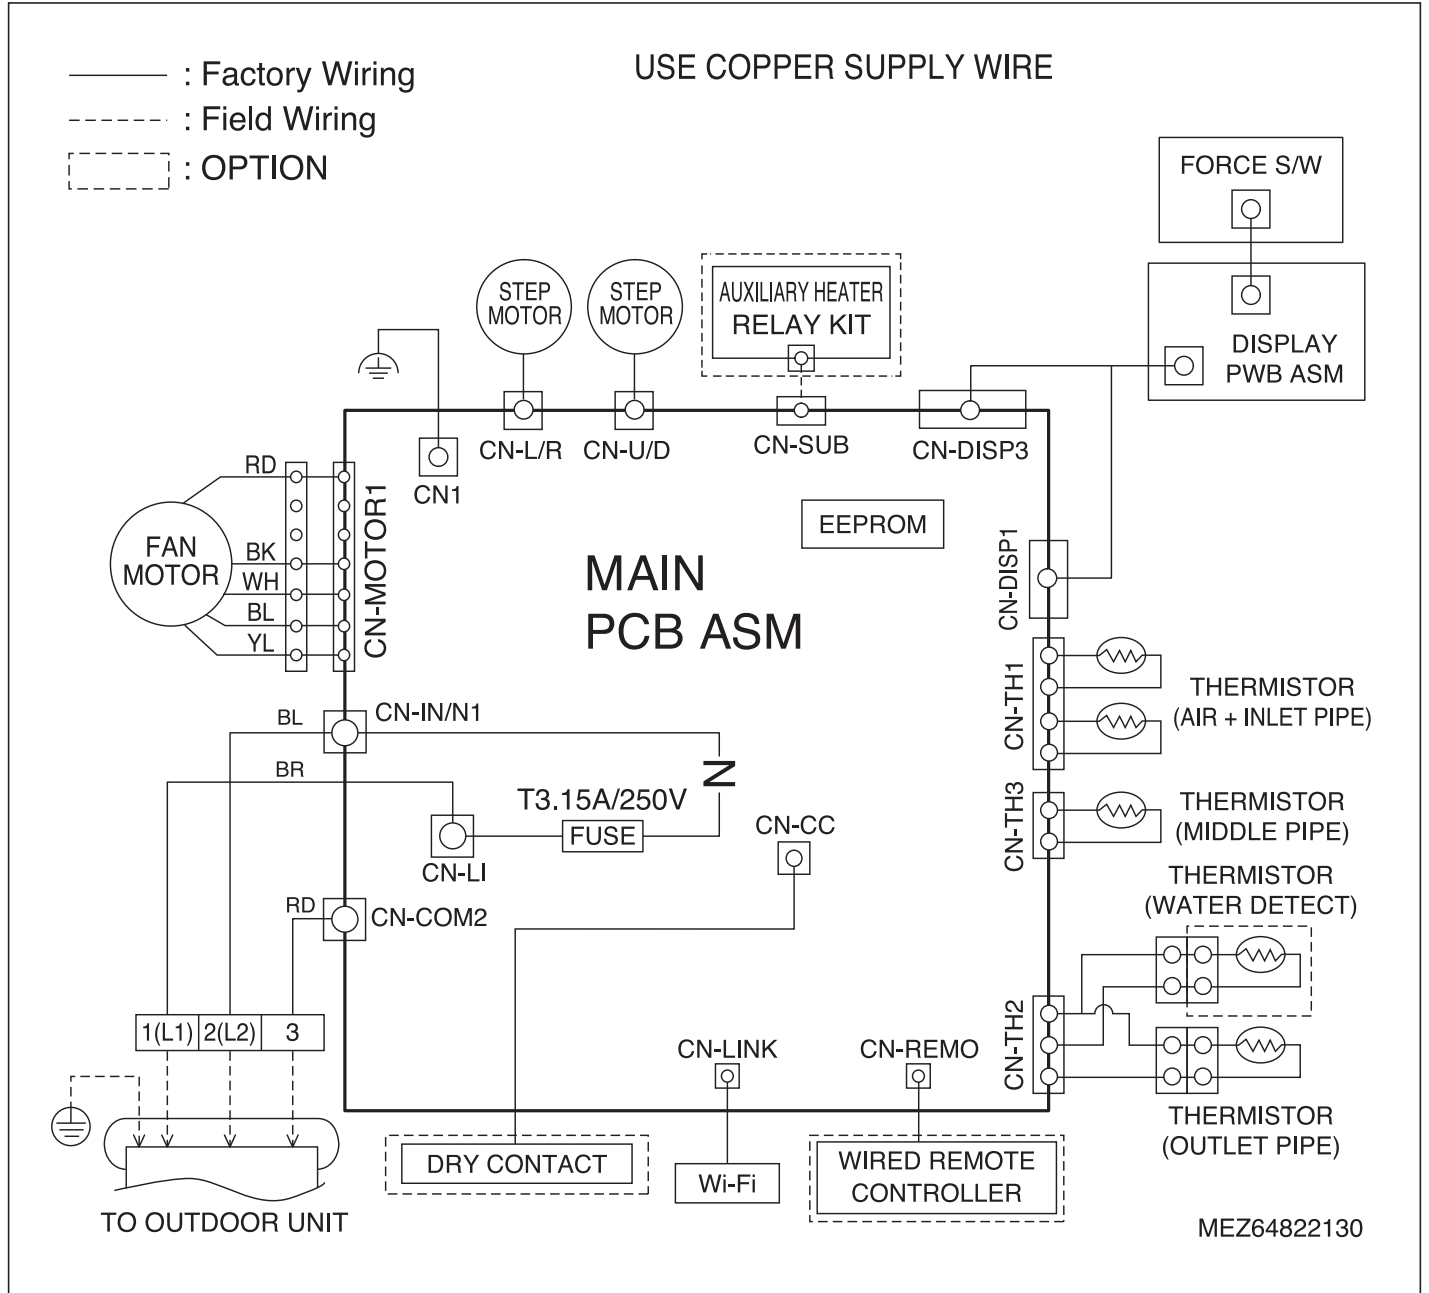 : Factory Wiring
: Field Wiring
: OPTION
USE COPPER SUPPLY WIRE
FORCE S/W
DISPLAY
PWB ASM
STEP
MOTOR
STEP
MOTOR
AUXILIARY HEATER
RELAY KIT
CN1
CN-L/R
CN-U/D
CN-SUB
CN-DISP3
RD
BK
WH
BL
YL
FAN
MOTOR
CN-MOTOR1
EEPROM
MAIN
PCB ASM
CN-DISP1
CN-TH1
THERMISTOR
(AIR + INLET PIPE)
BL
CN-IN/N1
BR
N
T3.15A/250V
FUSE
CN-LI
CN-CC
CN-TH3
THERMISTOR
(MIDDLE PIPE)
RD
CN-COM2
THERMISTOR
(WATER DETECT)
CN-TH2
THERMISTOR
(OUTLET PIPE)
1(L1)
2(L2)
3
TO OUTDOOR UNIT
CN-LINK
CN-REMO
DRY CONTACT
Wi-Fi
WIRED REMOTE
CONTROLLER
MEZ64822130